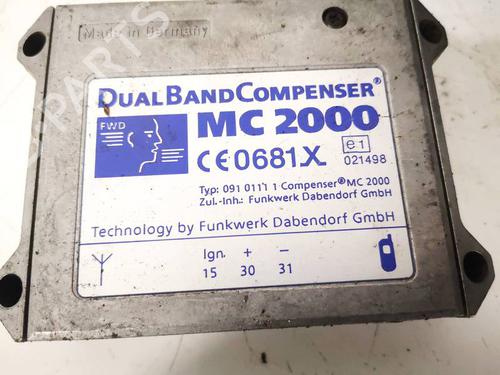 Made in Germany
DUALBANDCOMPENSER®
FWD
MC 2000
CE0681X
e1
021498
Typ: 091 011 1 1 Compenser® MC 2000
Zul.-Inh.: Funkwerk Dabendorf GmbH
Technology by Funkwerk Dabendorf GmbH
Ign. + −
15 30 31